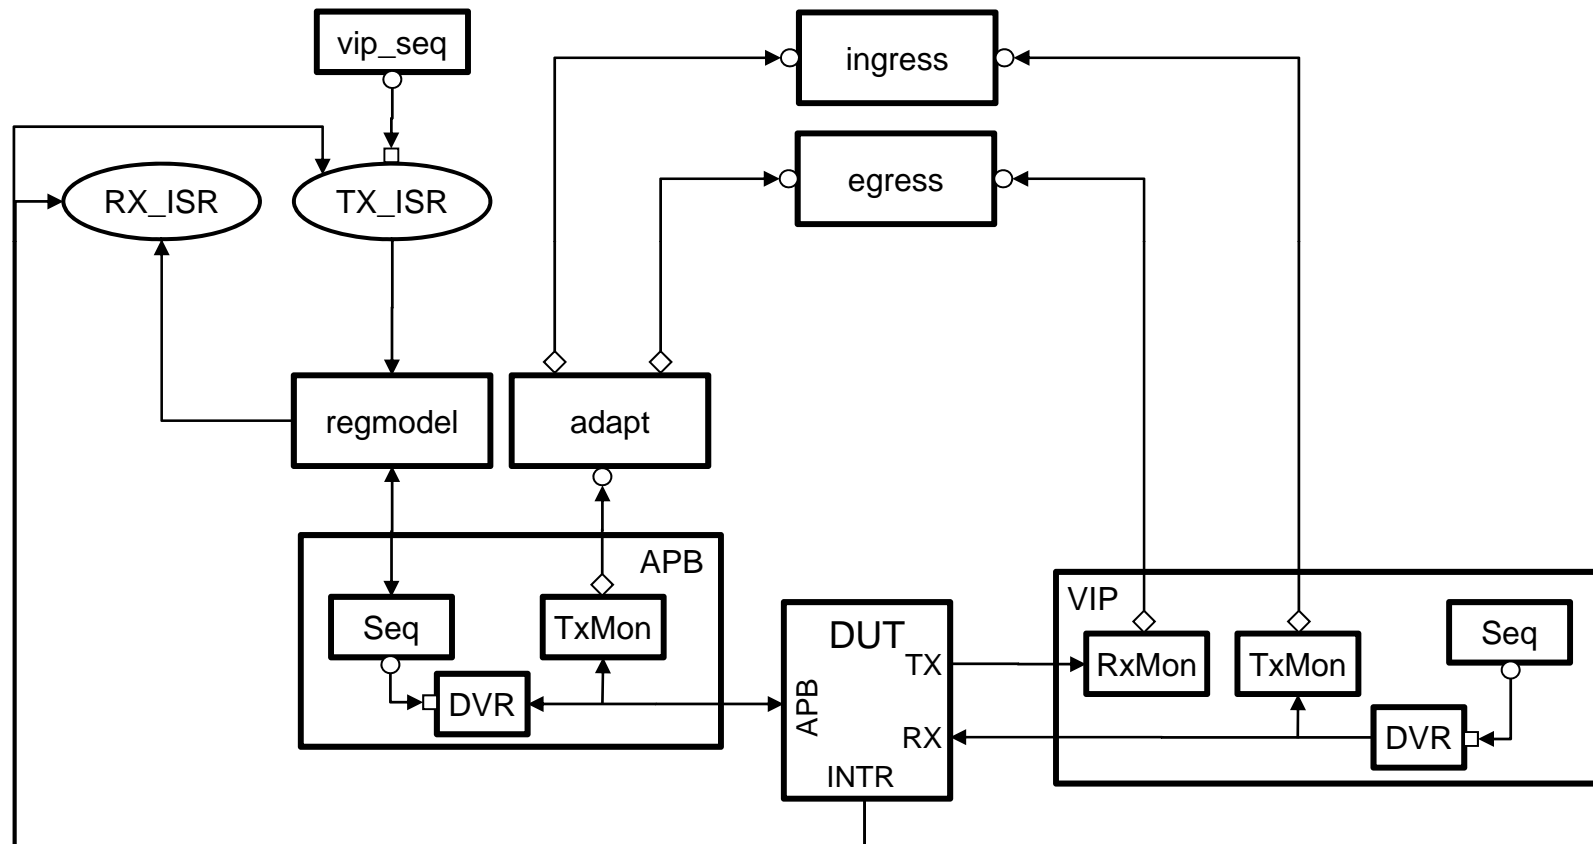 vip_seq
ingress
egress
RX_ISR
TX_ISR
regmodel
adapt
APB
Seq
TxMon
DVR
DUT
TX
APB
RX
INTR
VIP
RxMon
TxMon
Seq
DVR